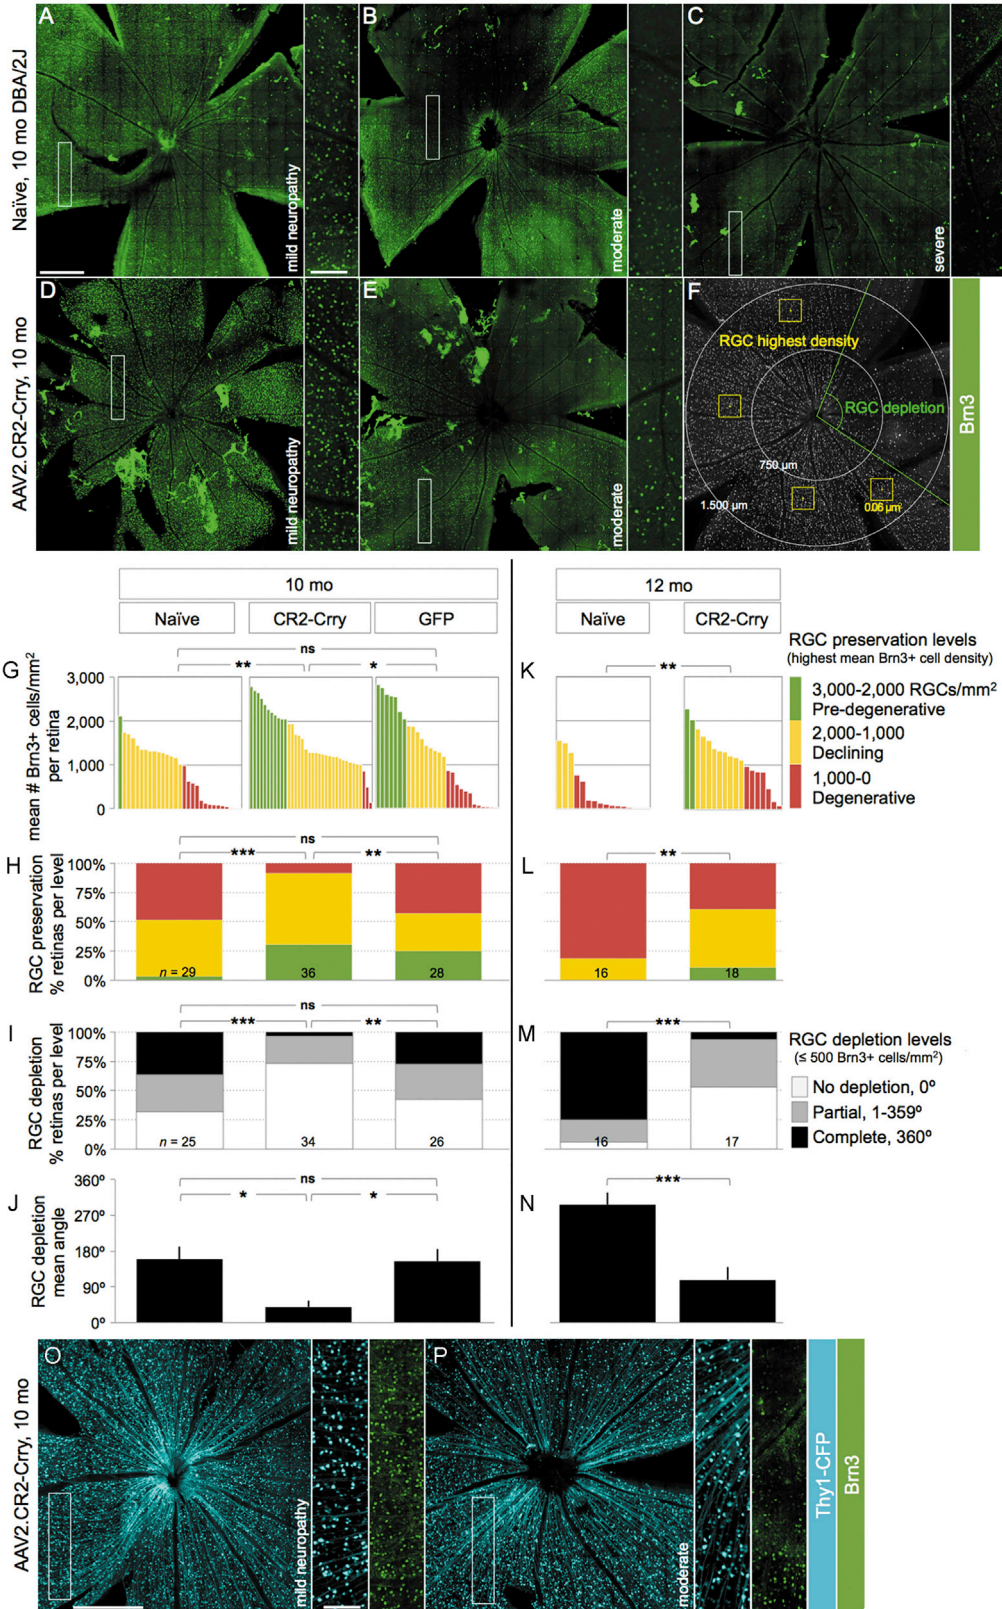 Naïve, 10 mo DBA/2J
A
mild neuropathy
B
moderate
C
severe
AAV2.CR2-Crry, 10 mo
D
mild neuropathy
E
moderate
F
RGC highest density
RGC depletion
750 µm
1.500 µm
0.06 µm
Brn3
10 mo
12 mo
Naïve
CR2-Crry
GFP
Naïve
CR2-Crry
G
mean # Brn3+ cells/mm²
per retina
ns
** *
3,000
2,000
1,000
0
K
**
RGC preservation levels
(highest mean Brn3+ cell density)
3,000-2,000 RGCs/mm²
Pre-degenerative
2,000-1,000
Declining
1,000-0
Degenerative
H
RGC preservation
% retinas per level
ns
*** **
100%
75%
50%
25%
0%
n = 29
36
28
L
**
16
18
I
RGC depletion
% retinas per level
ns
*** **
100%
75%
50%
25%
0%
n = 25
34
26
M
***
16
17
RGC depletion levels
(≤ 500 Brn3+ cells/mm²)
No depletion, 0º
Partial, 1-359º
Complete, 360º
J
RGC depletion
mean angle
ns
* *
360º
270º
180º
90º
0º
N
***
AAV2.CR2-Crry, 10 mo
O
mild neuropathy
P
moderate
Thy1-CFP
Brn3